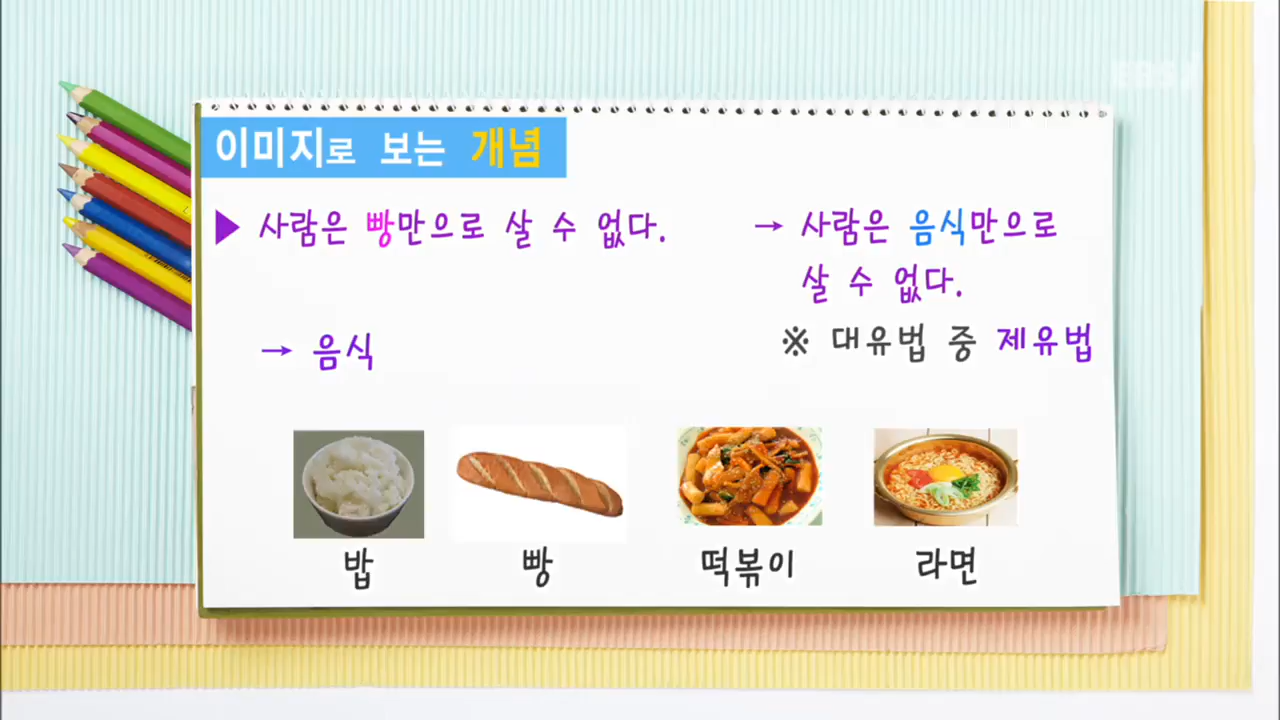 이미지로 보는 개념
▶ 사람은 빵만으로 살 수 없다.
→ 사람은 음식만으로
살 수 없다.
※ 대유법 중 제유법
→ 음식
밥
빵
떡볶이
라면